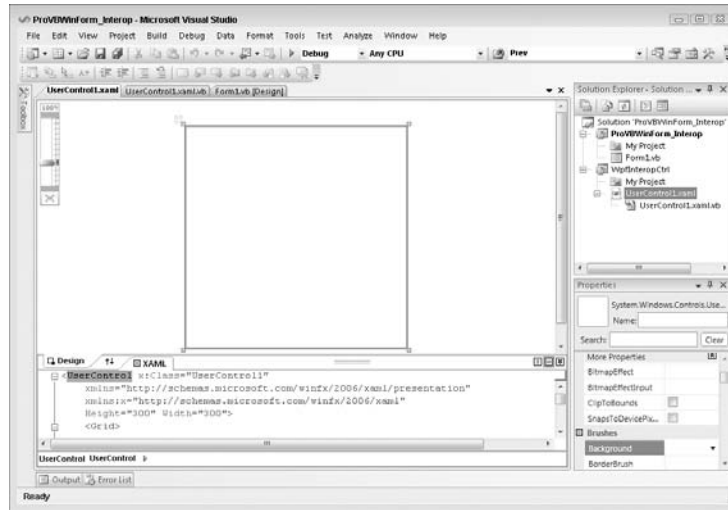 ProVBWinForm_Interop - Microsoft Visual Studio
File Edit View Project Build Debug Data Format Tools Test Analyze Window Help
Debug Any CPU Prev
Toolbox
UserControl1.xaml UserControl1.xaml.vb Form1.vb [Design]
100%
Solution Explorer - Solution ...
Solution 'ProVBWinForm_Interop'
ProVBWinForm_Interop
My Project
Form1.vb
WpfInteropCtrl
My Project
UserControl1.xaml
UserControl1.xaml.vb
Properties
System.Windows.Controls.Use...
Name:
Search: Clear
More Properties
BitmapEffect
BitmapEffectInput
ClipToBounds
SnapsToDevicePix...
Brushes
Background
BorderBrush
Design XAML
<UserControl x:Class="UserControl1"
xmlns="http://schemas.microsoft.com/winfx/2006/xaml/presentation"
xmlns:x="http://schemas.microsoft.com/winfx/2006/xaml"
Height="300" Width="300">
<Grid>
UserControl UserControl
Output Error List
Ready